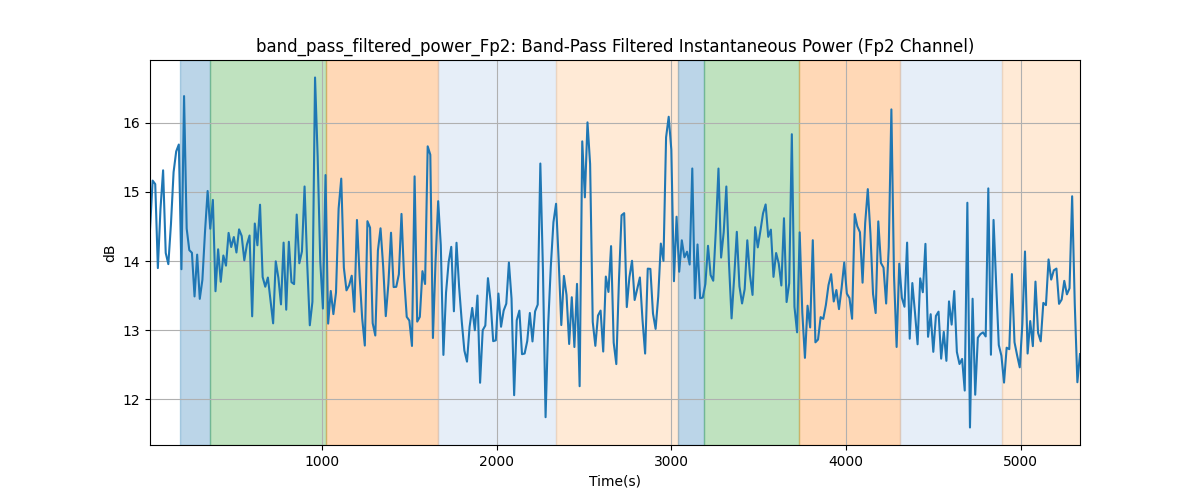 band_pass_filtered_power_Fp2: Band-Pass Filtered Instantaneous Power (Fp2 Channel)
16
15
14
13
12
dB
1000 2000 3000 4000 5000
Time(s)